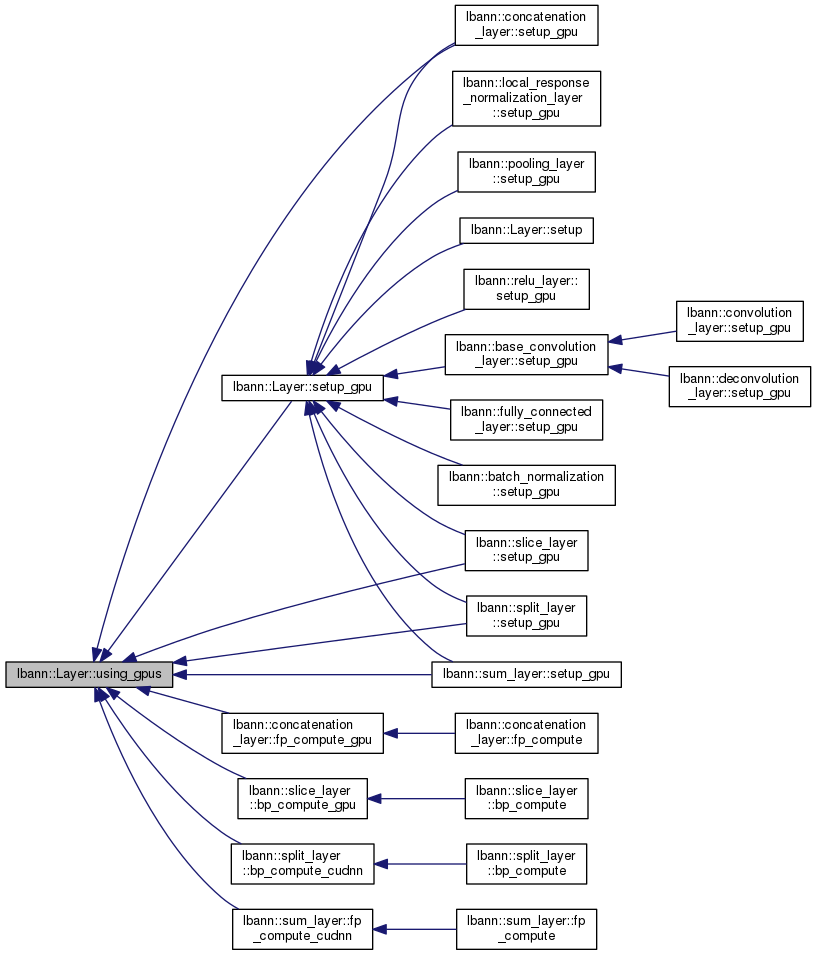 lbann::concatenation
_layer::setup_gpu
lbann::local_response
_normalization_layer
::setup_gpu
lbann::pooling_layer
::setup_gpu
lbann::Layer::setup
lbann::relu_layer::
setup_gpu
lbann::convolution
_layer::setup_gpu
lbann::base_convolution
_layer::setup_gpu
lbann::deconvolution
_layer::setup_gpu
lbann::Layer::setup_gpu
lbann::fully_connected
_layer::setup_gpu
lbann::batch_normalization
::setup_gpu
lbann::slice_layer
::setup_gpu
lbann::split_layer
::setup_gpu
lbann::Layer::using_gpus
lbann::sum_layer::setup_gpu
lbann::concatenation
_layer::fp_compute_gpu
lbann::concatenation
_layer::fp_compute
lbann::slice_layer
::bp_compute_gpu
lbann::slice_layer
::bp_compute
lbann::split_layer
::bp_compute_cudnn
lbann::split_layer
::bp_compute
lbann::sum_layer::fp
_compute_cudnn
lbann::sum_layer::fp
_compute